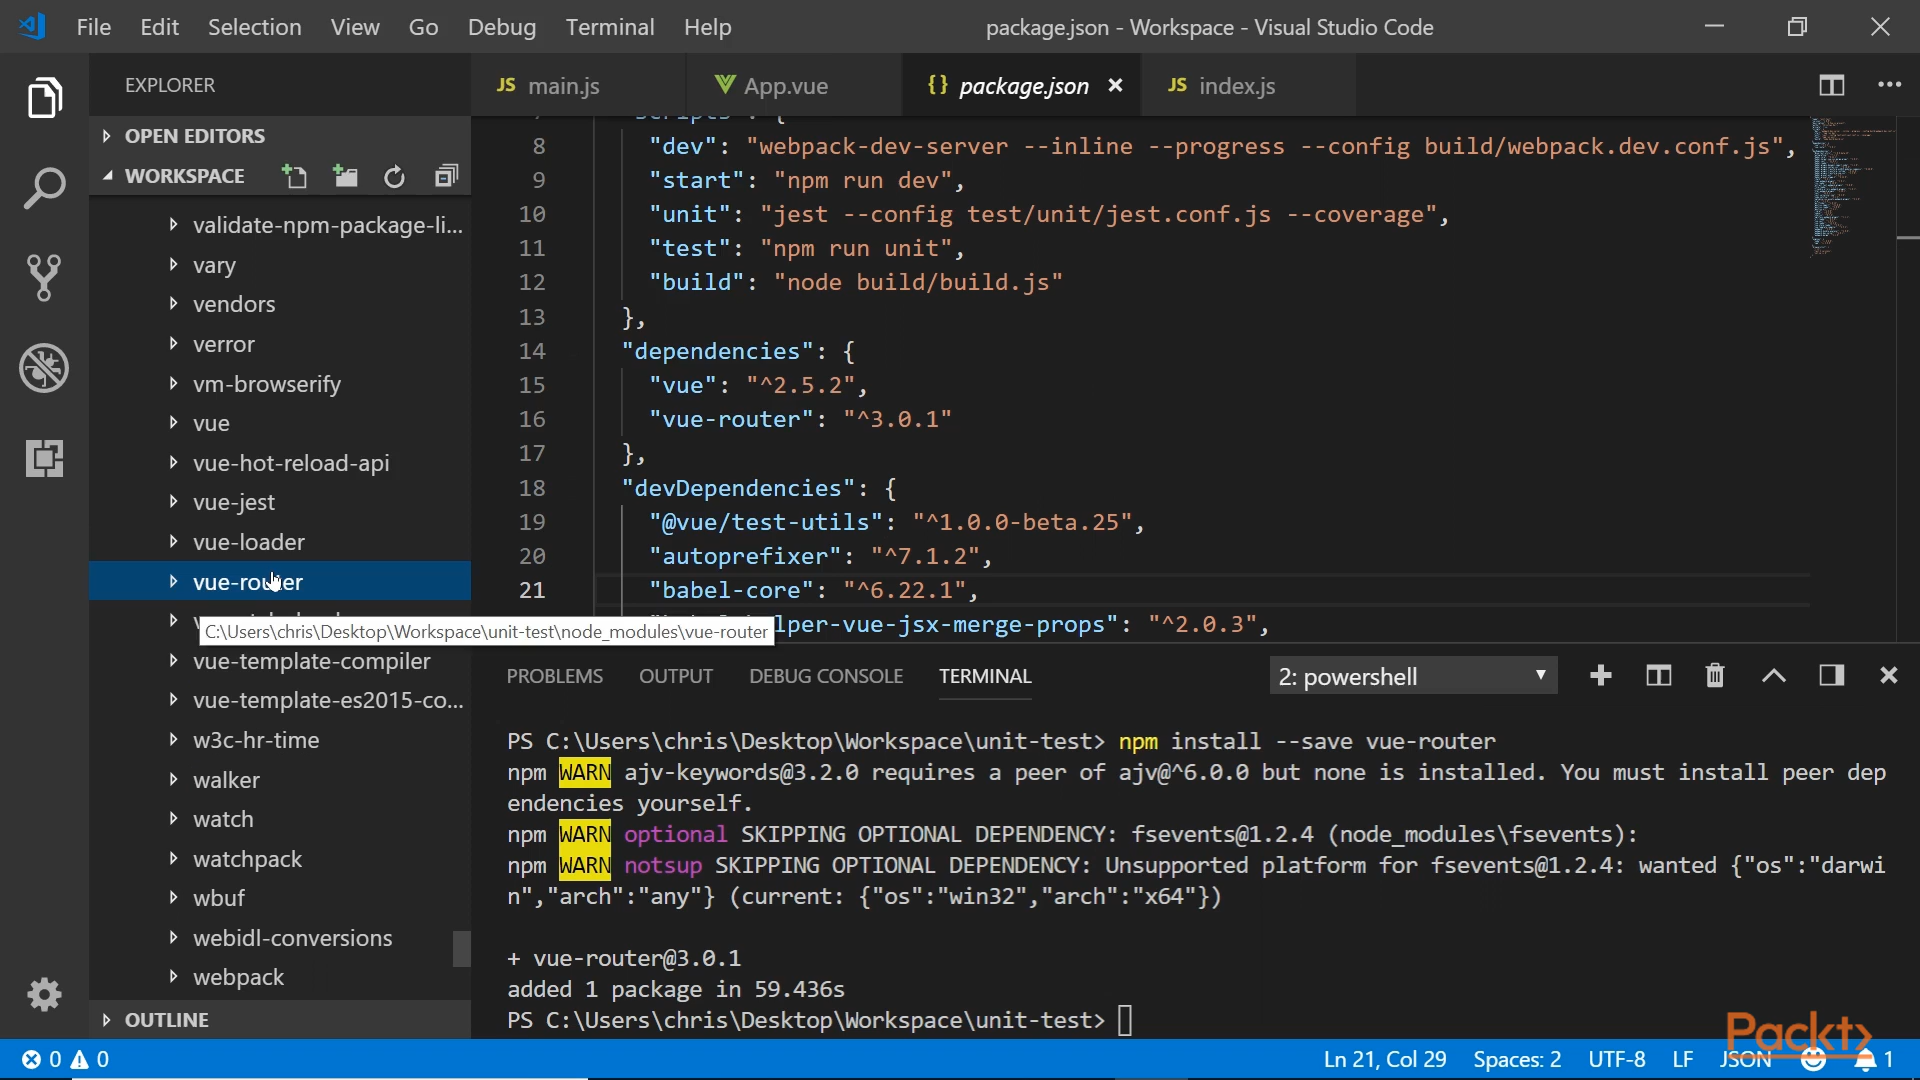 File Edit Selection View Go Debug Terminal Help
package.json - Workspace - Visual Studio Code
EXPLORER
JS main.js
App.vue
{} package.json ×
JS index.js
OPEN EDITORS
WORKSPACE
validate-npm-package-li...
vary
vendors
verror
vm-browserify
vue
vue-hot-reload-api
vue-jest
vue-loader
vue-router
C:\Users\chris\Desktop\Workspace\unit-test\node_modules\vue-router
vue-template-compiler
vue-template-es2015-co...
w3c-hr-time
walker
watch
watchpack
wbuf
webidl-conversions
webpack
OUTLINE
8 "dev": "webpack-dev-server --inline --progress --config build/webpack.dev.conf.js",
9 "start": "npm run dev",
10 "unit": "jest --config test/unit/jest.conf.js --coverage",
11 "test": "npm run unit",
12 "build": "node build/build.js"
13 },
14 "dependencies": {
15 "vue": "^2.5.2",
16 "vue-router": "^3.0.1"
17 },
18 "devDependencies": {
19 "@vue/test-utils": "^1.0.0-beta.25",
20 "autoprefixer": "^7.1.2",
21 "babel-core": "^6.22.1",
lper-vue-jsx-merge-props": "^2.0.3",
PROBLEMS OUTPUT DEBUG CONSOLE TERMINAL
2: powershell
PS C:\Users\chris\Desktop\Workspace\unit-test> npm install --save vue-router
npm WARN ajv-keywords@3.2.0 requires a peer of ajv@^6.0.0 but none is installed. You must install peer dep
endencies yourself.
npm WARN optional SKIPPING OPTIONAL DEPENDENCY: fsevents@1.2.4 (node_modules\fsevents):
npm WARN notsup SKIPPING OPTIONAL DEPENDENCY: Unsupported platform for fsevents@1.2.4: wanted {"os":"darwi
n","arch":"any"} (current: {"os":"win32","arch":"x64"})
+ vue-router@3.0.1
added 1 package in 59.436s
PS C:\Users\chris\Desktop\Workspace\unit-test>
Packt>
0 0
Ln 21, Col 29 Spaces: 2 UTF-8 LF JSON 1